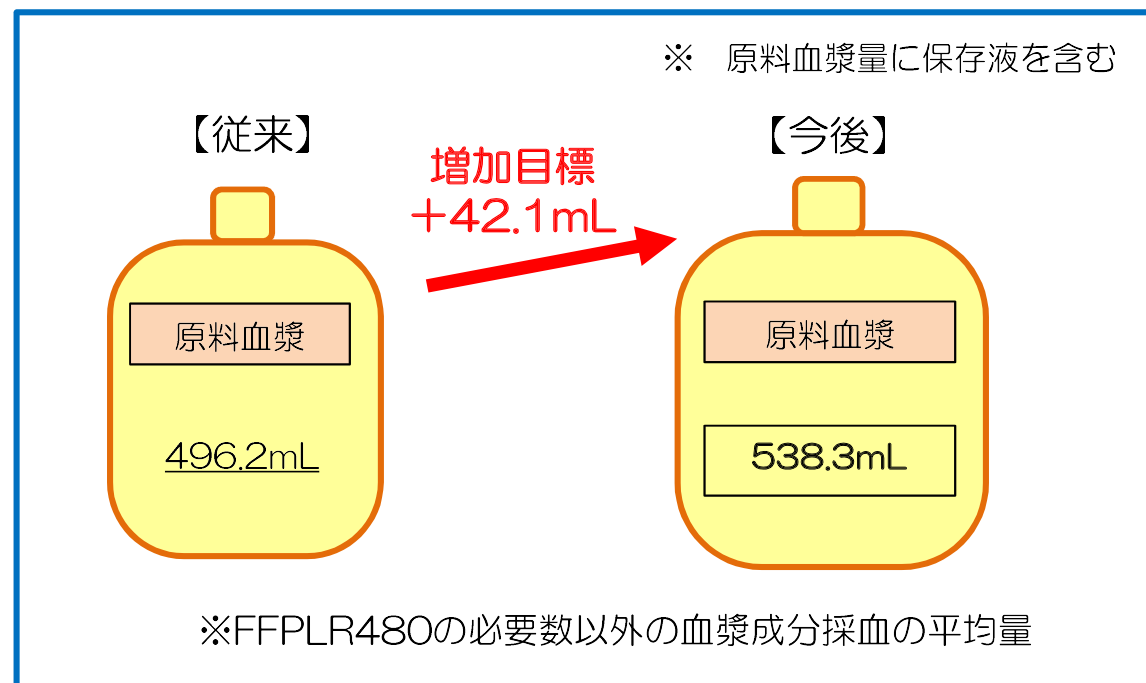 ※　原料血漿量に保存液を含む
【従来】
【今後】
増加目標
＋42.1mL
原料血漿
原料血漿
496.2mL
538.3mL
※FFPLR480の必要数以外の血漿成分採血の平均量